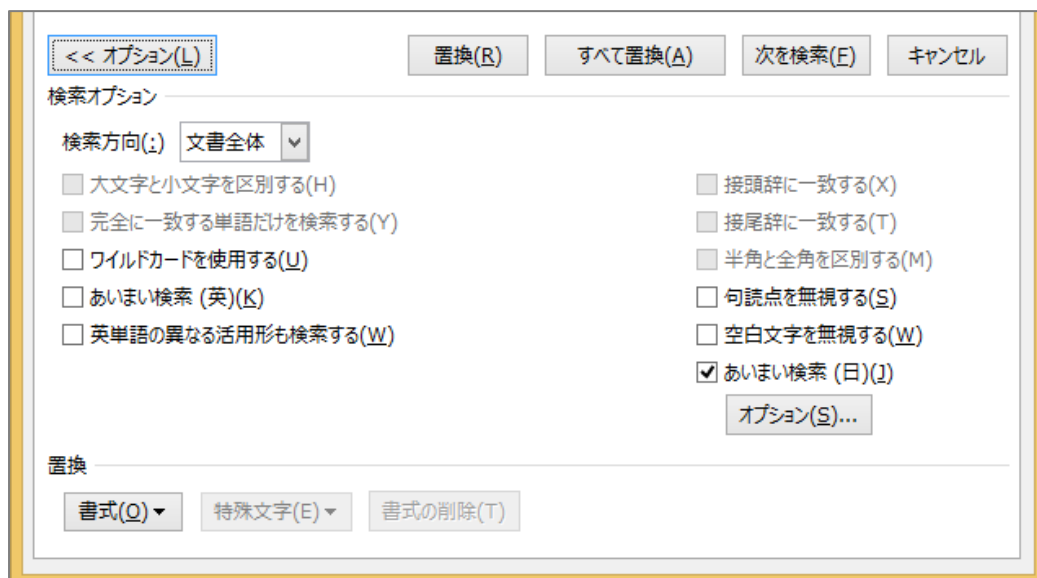 << オプション(L) 置換(R) すべて置換(A) 次を検索(F) キャンセル
検索オプション
検索方向(:) 文書全体
大文字と小文字を区別する(H) 接頭辞に一致する(X)
完全に一致する単語だけを検索する(Y) 接尾辞に一致する(T)
ワイルドカードを使用する(U) 半角と全角を区別する(M)
あいまい検索 (英)(K) 句読点を無視する(S)
英単語の異なる活用形も検索する(W) 空白文字を無視する(W)
あいまい検索 (日)(J)
オプション(S)...
置換
書式(O) 特殊文字(E) 書式の削除(T)